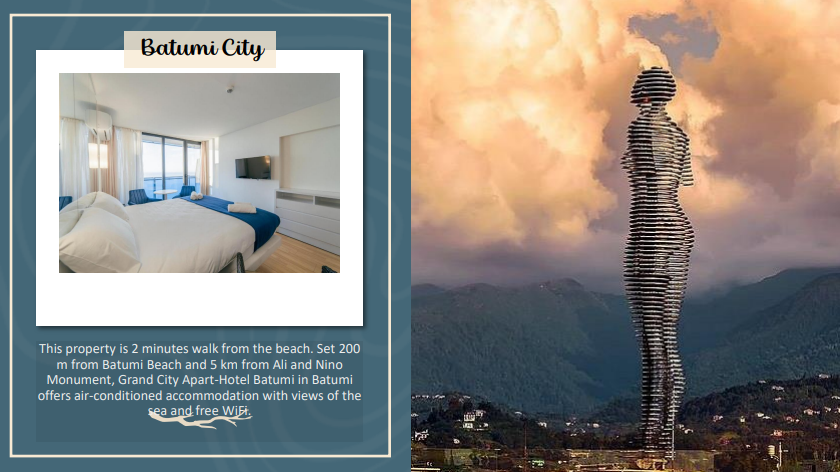 Batumi City
This property is 2 minutes walk from the beach. Set 200
m from Batumi Beach and 5 km from Ali and Nino
Monument, Grand City Apart-Hotel Batumi in Batumi
offers air-conditioned accommodation with views of the
sea and free WiFi.